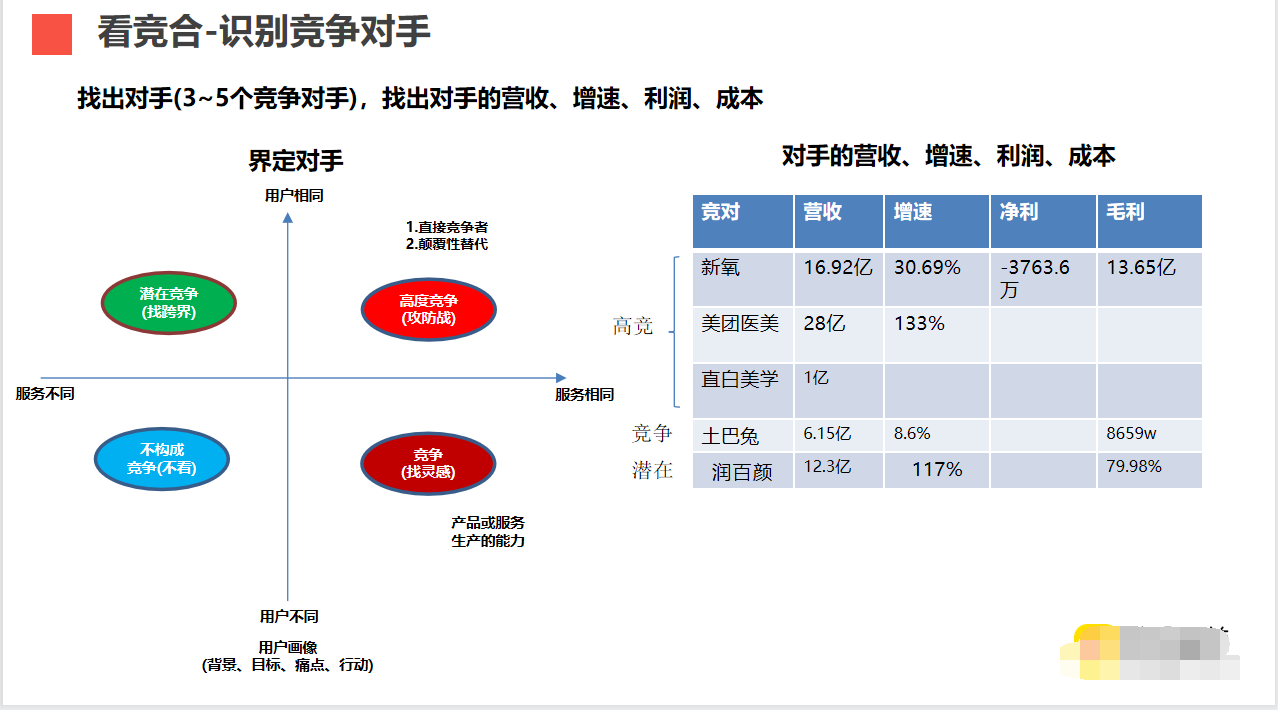 看竞合-识别竞争对手
找出对手(3~5个竞争对手)，找出对手的营收、增速、利润、成本
界定对手
用户相同
1.直接竞争者
2.颠覆性替代
潜在竞争
(找跨界)
高度竞争
(攻防战)
服务不同
服务相同
不构成
竞争(不看)
竞争
(找灵感)
产品或服务
生产的能力
用户不同
用户画像
(背景、目标、痛点、行动)
对手的营收、增速、利润、成本
竞对 营收 增速 净利 毛利
高竞
新氧 16.92亿 30.69% -3763.6
万 13.65亿
美团医美 28亿 133%
直白美学 1亿
竞争 土巴兔 6.15亿 8.6% 8659w
潜在 润百颜 12.3亿 117% 79.98%